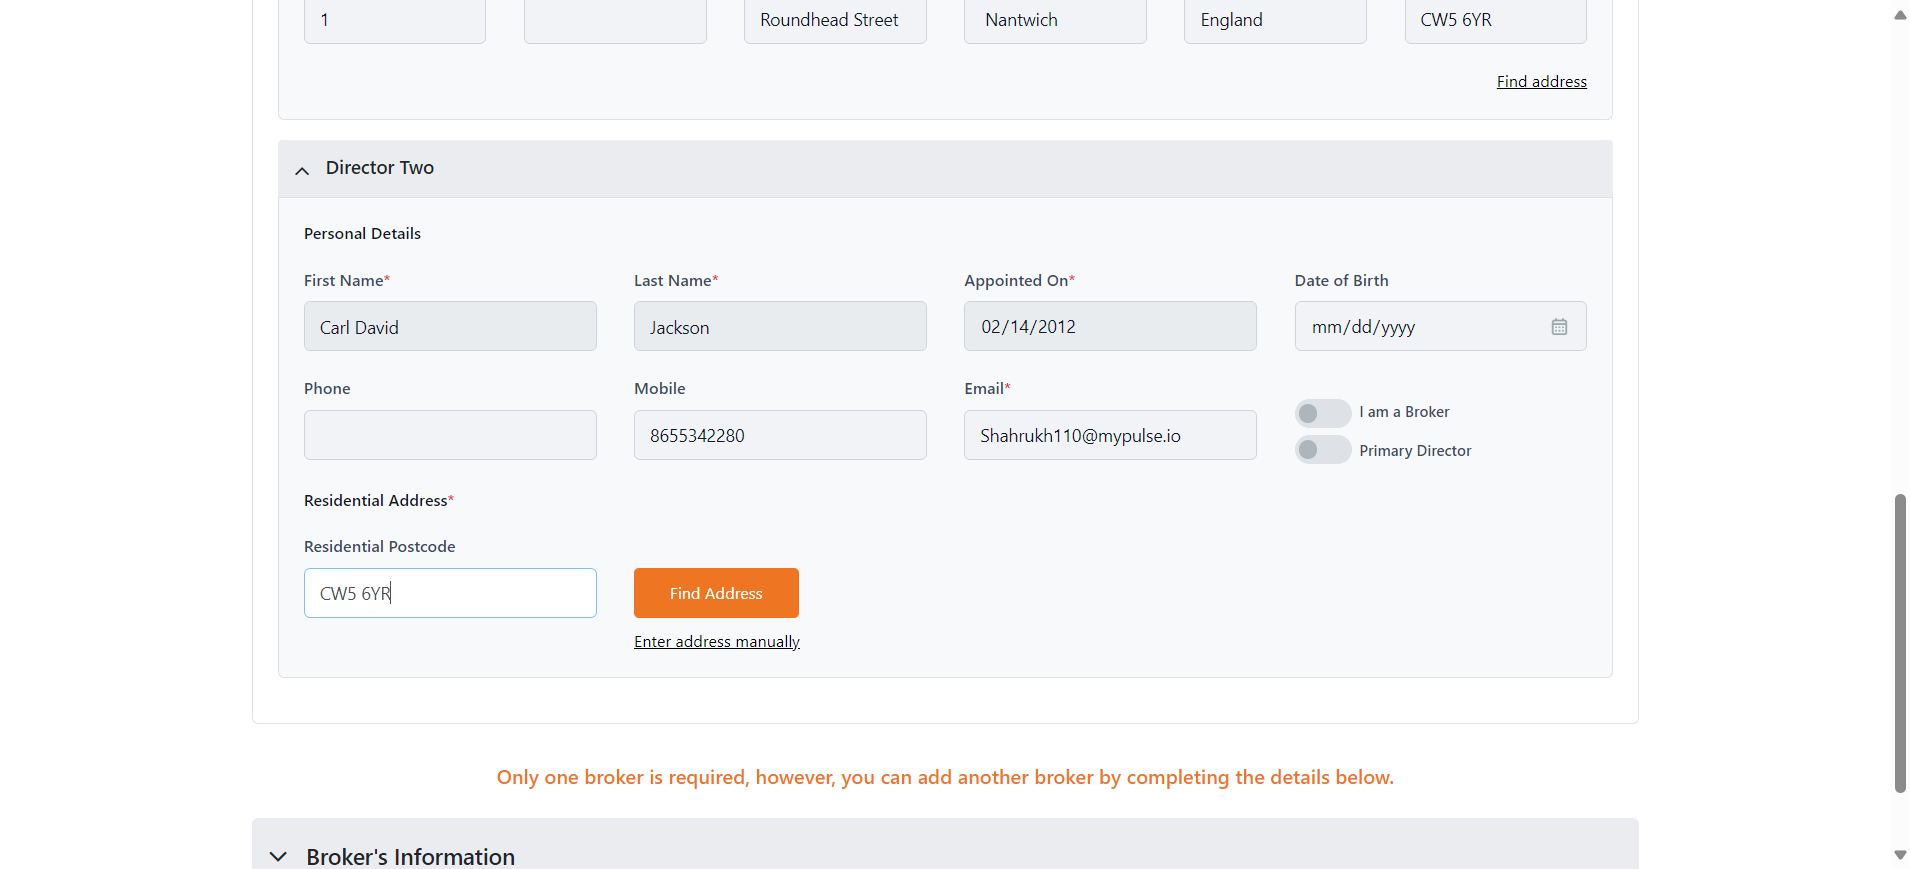 1 Roundhead Street Nantwich England CW5 6YR
Find address
Director Two
Personal Details
First Name* Last Name* Appointed On* Date of Birth
Carl David Jackson 02/14/2012 mm/dd/yyyy
Phone Mobile Email*
I am a Broker
8655342280 Shahrukh110@mypulse.io
Primary Director
Residential Address*
Residential Postcode
CW5 6YR Find Address
Enter address manually
Only one broker is required, however, you can add another broker by completing the details below.
Broker's Information